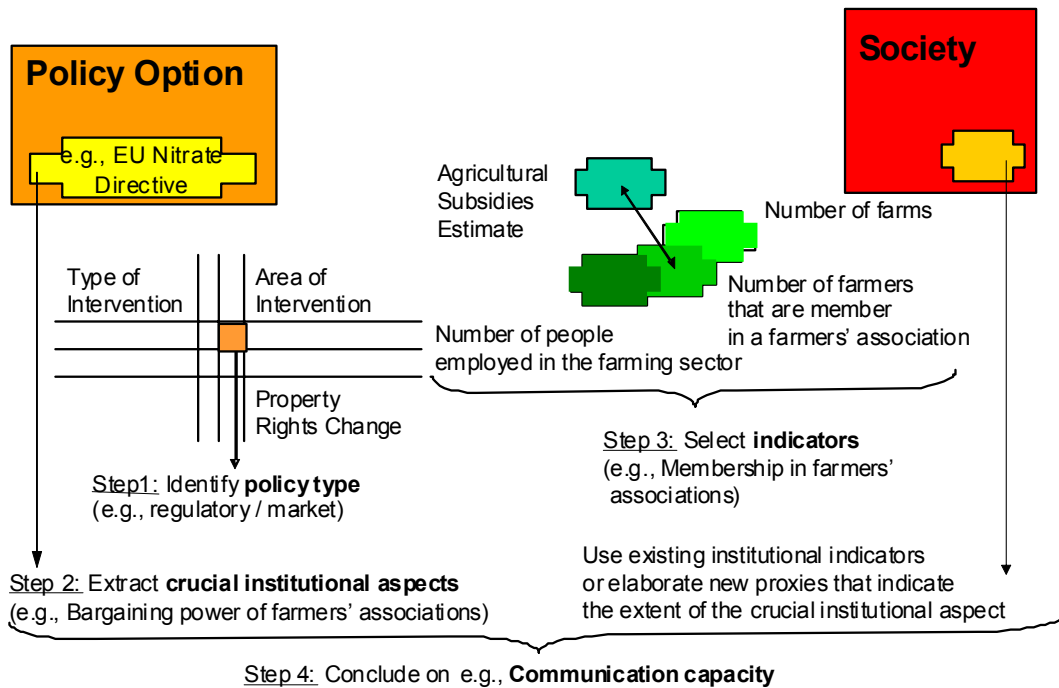 Policy Option
e.g., EU Nitrate
Directive
Society
Agricultural
Subsidies
Estimate
Number of farms
Number of farmers
that are member
in a farmers' association
Number of people
employed in the farming sector
Type of
Intervention
Area of
Intervention
Property
Rights Change
Step1: Identify policy type
(e.g., regulatory / market)
Step 3: Select indicators
(e.g., Membership in farmers'
associations)
Step 2: Extract crucial institutional aspects
(e.g., Bargaining power of farmers' associations)
Use existing institutional indicators
or elaborate new proxies that indicate
the extent of the crucial institutional aspect
Step 4: Conclude on e.g., Communication capacity